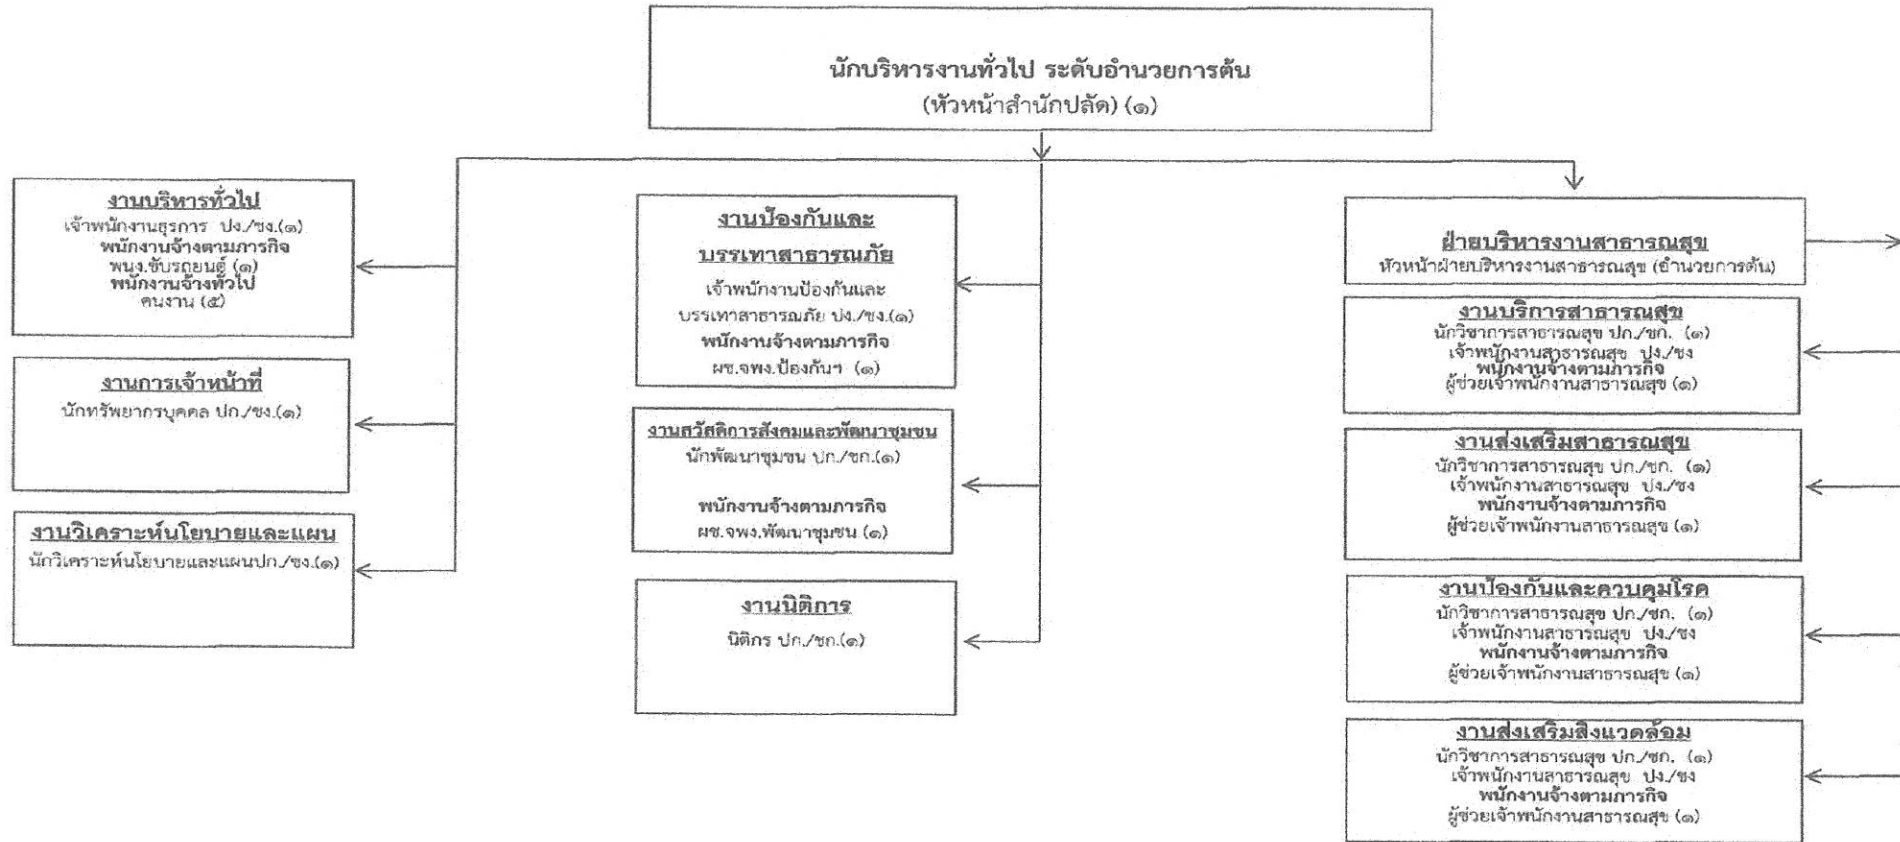 นักบริหารงานทั่วไป ระดับอำนวยการต้น
(หัวหน้าสำนักปลัด) (๑)
งานบริหารทั่วไป
เจ้าพนักงานธุรการ ปง./ชง.(๑)
พนักงานจ้างตามภารกิจ
พนง.ขับรถยนต์ (๑)
พนักงานจ้างทั่วไป
คนงาน (๕)
งานการเจ้าหน้าที่
นักทรัพยากรบุคคล ปก./ชง.(๑)
งานวิเคราะห์นโยบายและแผน
นักวิเคราะห์นโยบายและแผนปก./ชง.(๑)
งานป้องกันและ
บรรเทาสาธารณภัย
เจ้าพนักงานป้องกันและ
บรรเทาสาธารณภัย ปง./ชง.(๑)
พนักงานจ้างตามภารกิจ
ผช.จพง.ป้องกันฯ (๑)
งานสวัสดิการสังคมและพัฒนาชุมชน
นักพัฒนาชุมชน ปก./ชก.(๑)
พนักงานจ้างตามภารกิจ
ผช.จพง.พัฒนาชุมชน (๑)
งานนิติการ
นิติกร ปก./ชก.(๑)
ฝ่ายบริหารงานสาธารณสุข
หัวหน้าฝ่ายบริหารงานสาธารณสุข (อำนวยการต้น)
งานบริการสาธารณสุข
นักวิชาการสาธารณสุข ปก./ชก. (๑)
เจ้าพนักงานสาธารณสุข ปง./ชง
พนักงานจ้างตามภารกิจ
ผู้ช่วยเจ้าพนักงานสาธารณสุข (๑)
งานส่งเสริมสาธารณสุข
นักวิชาการสาธารณสุข ปก./ชก. (๑)
เจ้าพนักงานสาธารณสุข ปง./ชง
พนักงานจ้างตามภารกิจ
ผู้ช่วยเจ้าพนักงานสาธารณสุข (๑)
งานป้องกันและควบคุมโรค
นักวิชาการสาธารณสุข ปก./ชก. (๑)
เจ้าพนักงานสาธารณสุข ปง./ชง
พนักงานจ้างตามภารกิจ
ผู้ช่วยเจ้าพนักงานสาธารณสุข (๑)
งานส่งเสริมสิ่งแวดล้อม
นักวิชาการสาธารณสุข ปก./ชก. (๑)
เจ้าพนักงานสาธารณสุข ปง./ชง
พนักงานจ้างตามภารกิจ
ผู้ช่วยเจ้าพนักงานสาธารณสุข (๑)